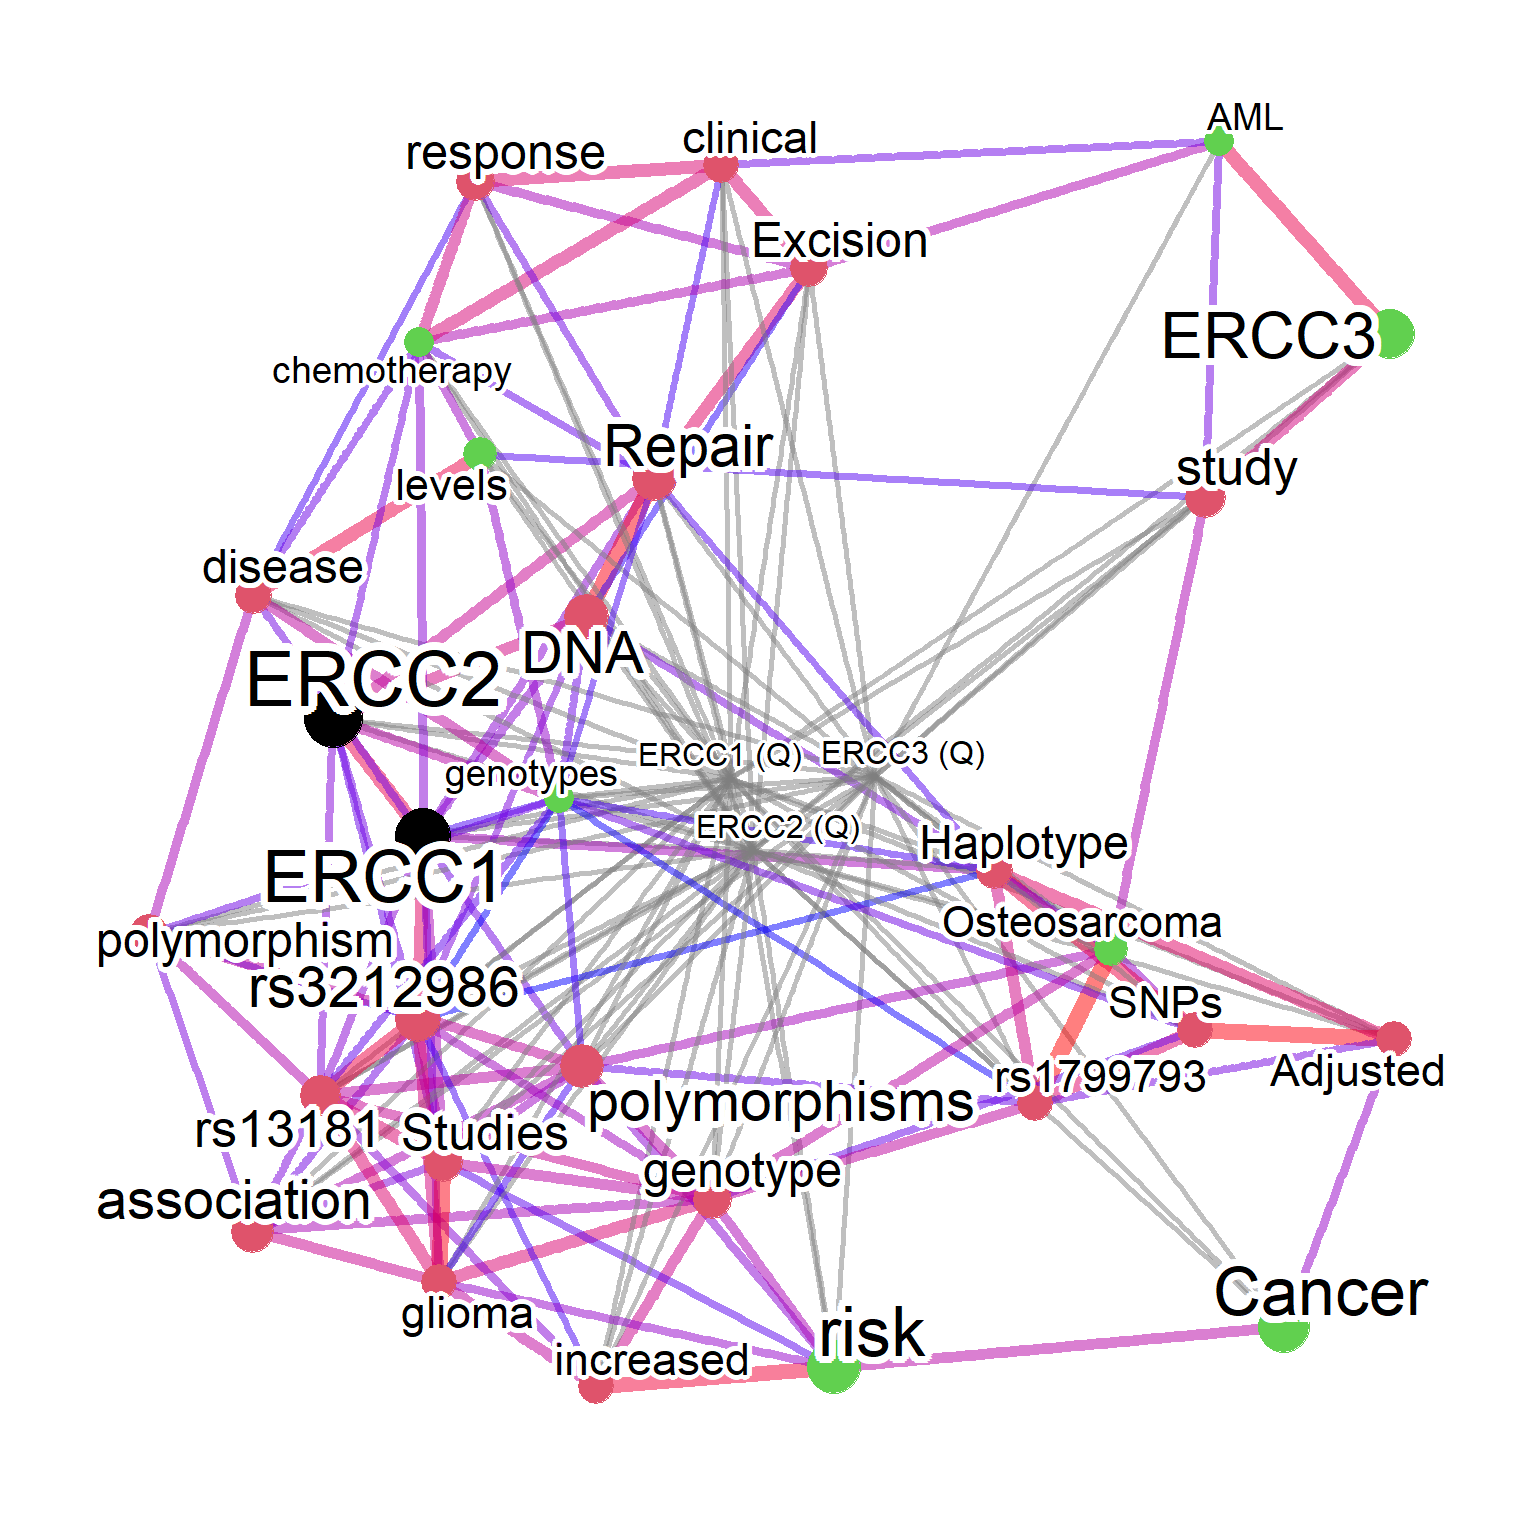 AML
clinical
response
Excision
ERCC3
chemotherapy
Repair
study
levels
disease
DNA
ERCC2
ERCC1 (Q)
ERCC3 (Q)
genotypes
ERCC2 (Q)
Haplotype
ERCC1
Osteosarcoma
polymorphism
rs3212986
SNPs
Adjusted
rs1799793
polymorphisms
rs13181
Studies
genotype
association
Cancer
glioma
risk
increased